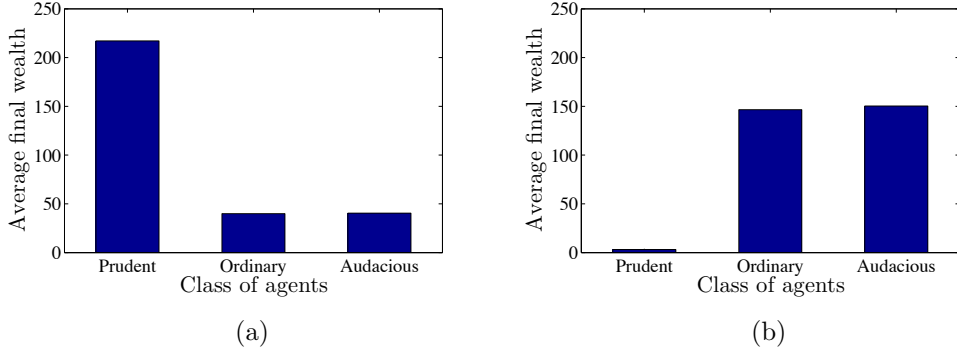 Average final wealth
250
200
150
100
50
0
Prudent Ordinary Audacious
Class of agents
(a)
Average final wealth
250
200
150
100
50
0
Prudent Ordinary Audacious
Class of agents
(b)